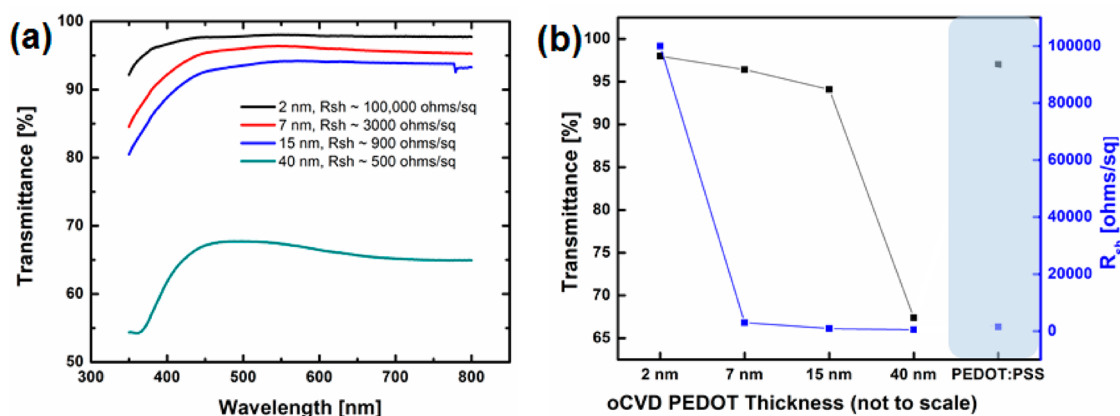 (a)
Transmittance [%]
100
90
80
70
60
50
2 nm, Rsh ~ 100,000 ohms/sq
7 nm, Rsh ~ 3000 ohms/sq
15 nm, Rsh ~ 900 ohms/sq
40 nm, Rsh ~ 500 ohms/sq
300 400 500 600 700 800
Wavelength [nm]
(b)
Transmittance [%]
100
95
90
85
80
75
70
65
100000
80000
60000
40000
20000
0
Rsh [ohms/sq]
2 nm 7 nm 15 nm 40 nm PEDOT:PSS
oCVD PEDOT Thickness (not to scale)